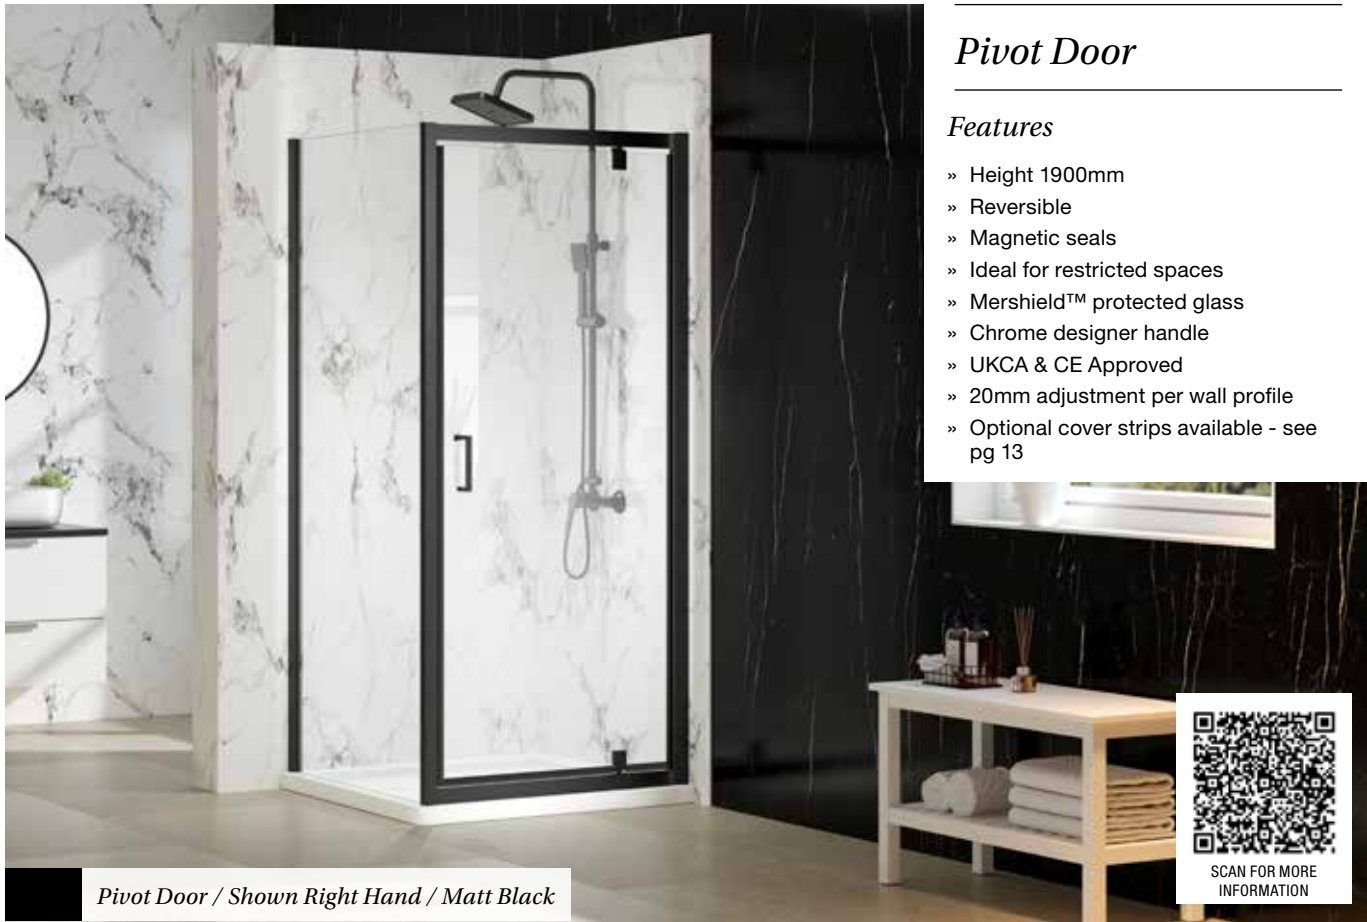 Pivot Door
Features
» Height 1900mm
» Reversible
» Magnetic seals
» Ideal for restricted spaces
» Mershield™ protected glass
» Chrome designer handle
» UKCA & CE Approved
» 20mm adjustment per wall profile
» Optional cover strips available - see
pg 13
SCAN FOR MORE
INFORMATION
Pivot Door / Shown Right Hand / Matt Black